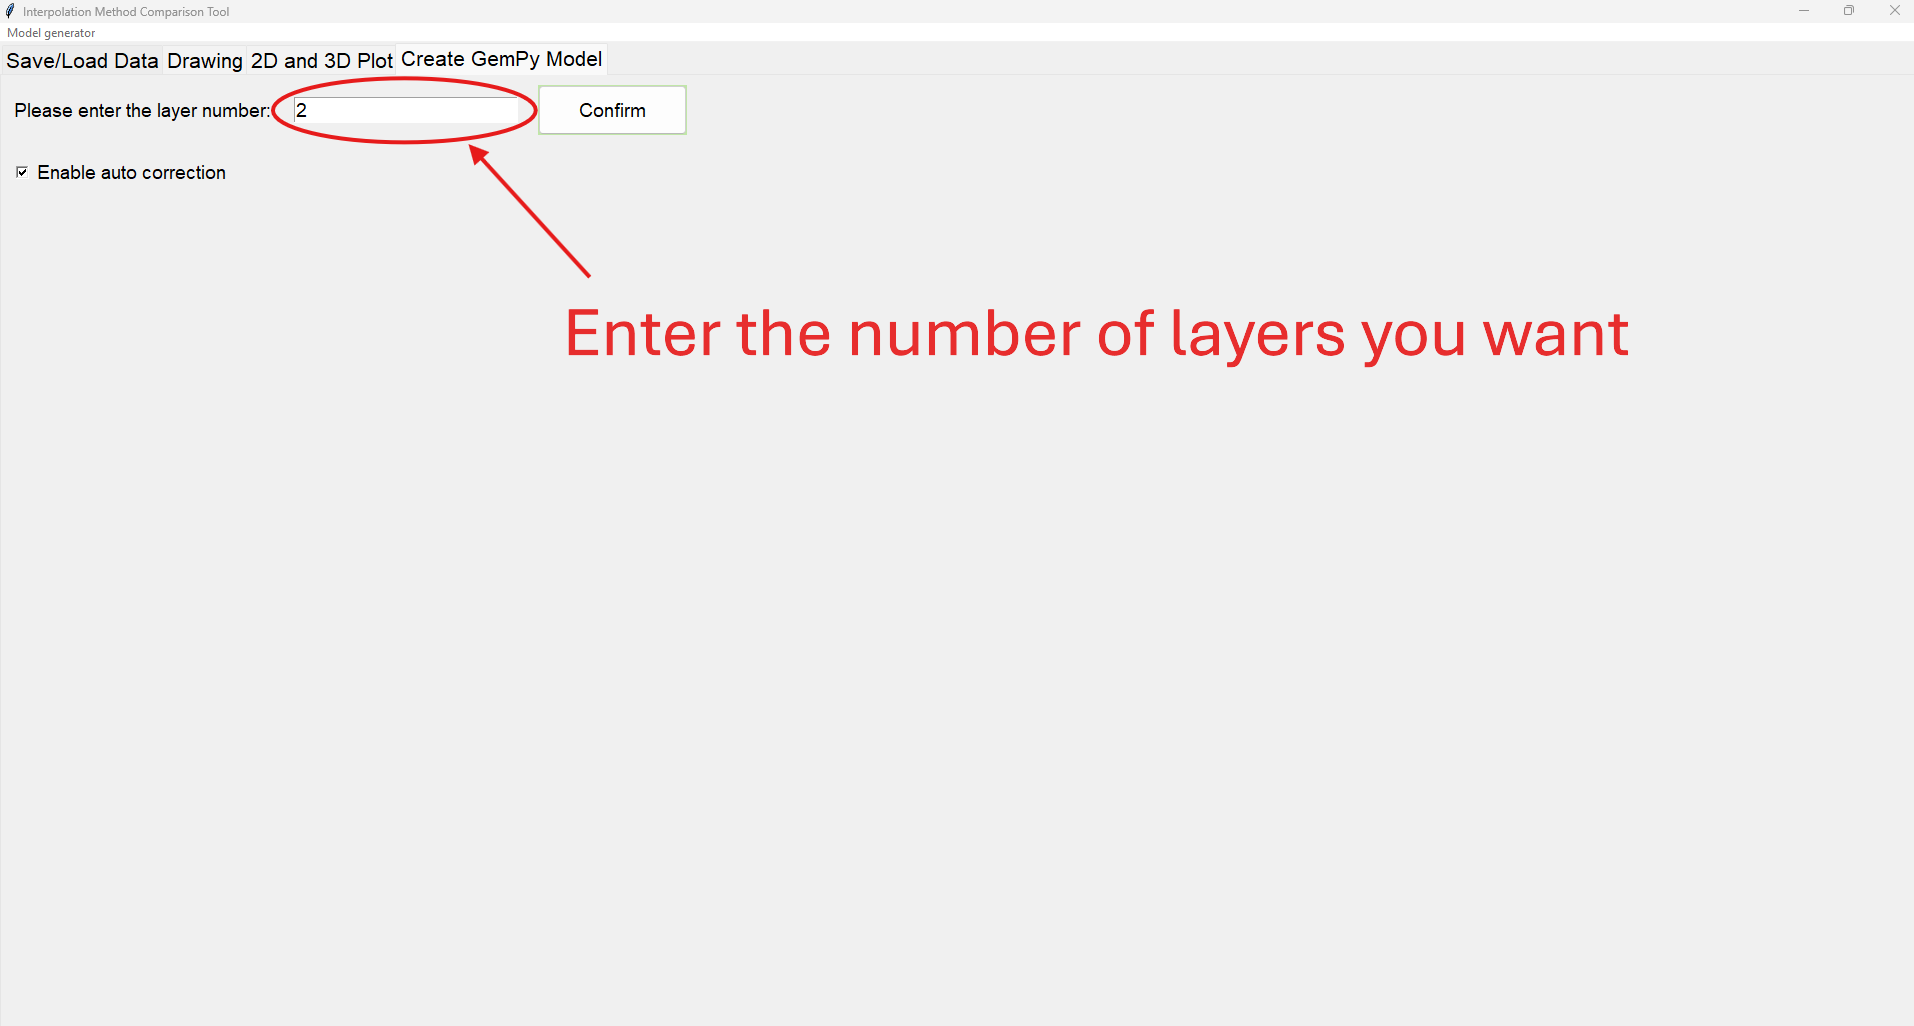 Interpolation Method Comparison Tool
Model generator
Save/Load Data Drawing 2D and 3D Plot Create GemPy Model
Please enter the layer number: 2 Confirm
Enable auto correction
Enter the number of layers you want